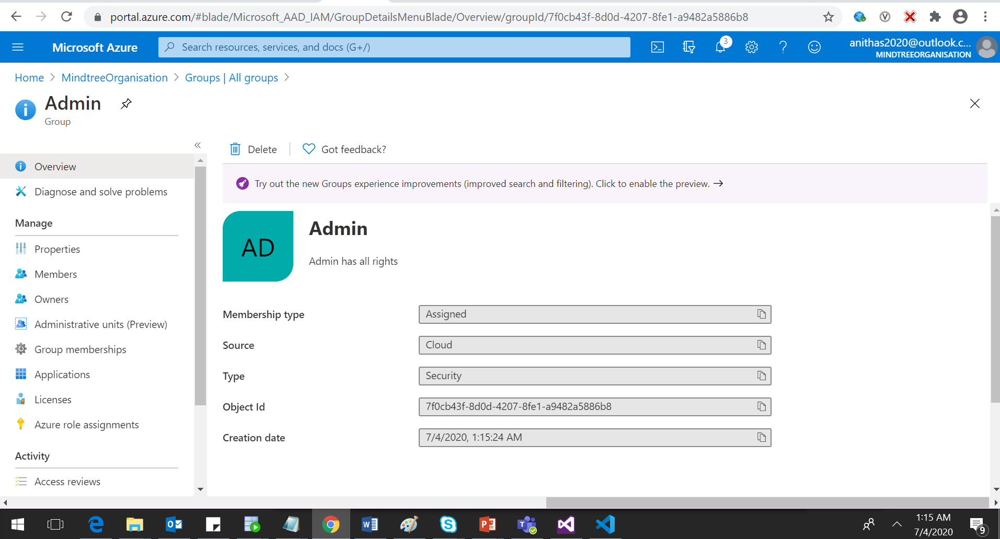 portal.azure.com/#blade/Microsoft_AAD_IAM/GroupDetailsMenuBlade/Overview/groupId/7f0cb43f-8d0d-4207-8fe1-a9482a5886b8
Microsoft Azure
Search resources, services, and docs (G+/)
3
anithas2020@outlook.c...
MINDTREEORGANISATION
Home > MindtreeOrganisation > Groups | All groups >
Admin
Group
«
Delete
Got feedback?
Overview
Try out the new Groups experience improvements (improved search and filtering). Click to enable the preview. →
Diagnose and solve problems
Manage
Properties
Members
Owners
Administrative units (Preview)
Group memberships
Applications
Licenses
Azure role assignments
Activity
Access reviews
AD
Admin
Admin has all rights
Membership type
Assigned
Source
Cloud
Type
Security
Object Id
7f0cb43f-8d0d-4207-8fe1-a9482a5886b8
Creation date
7/4/2020, 1:15:24 AM
1:15 AM
7/4/2020
9